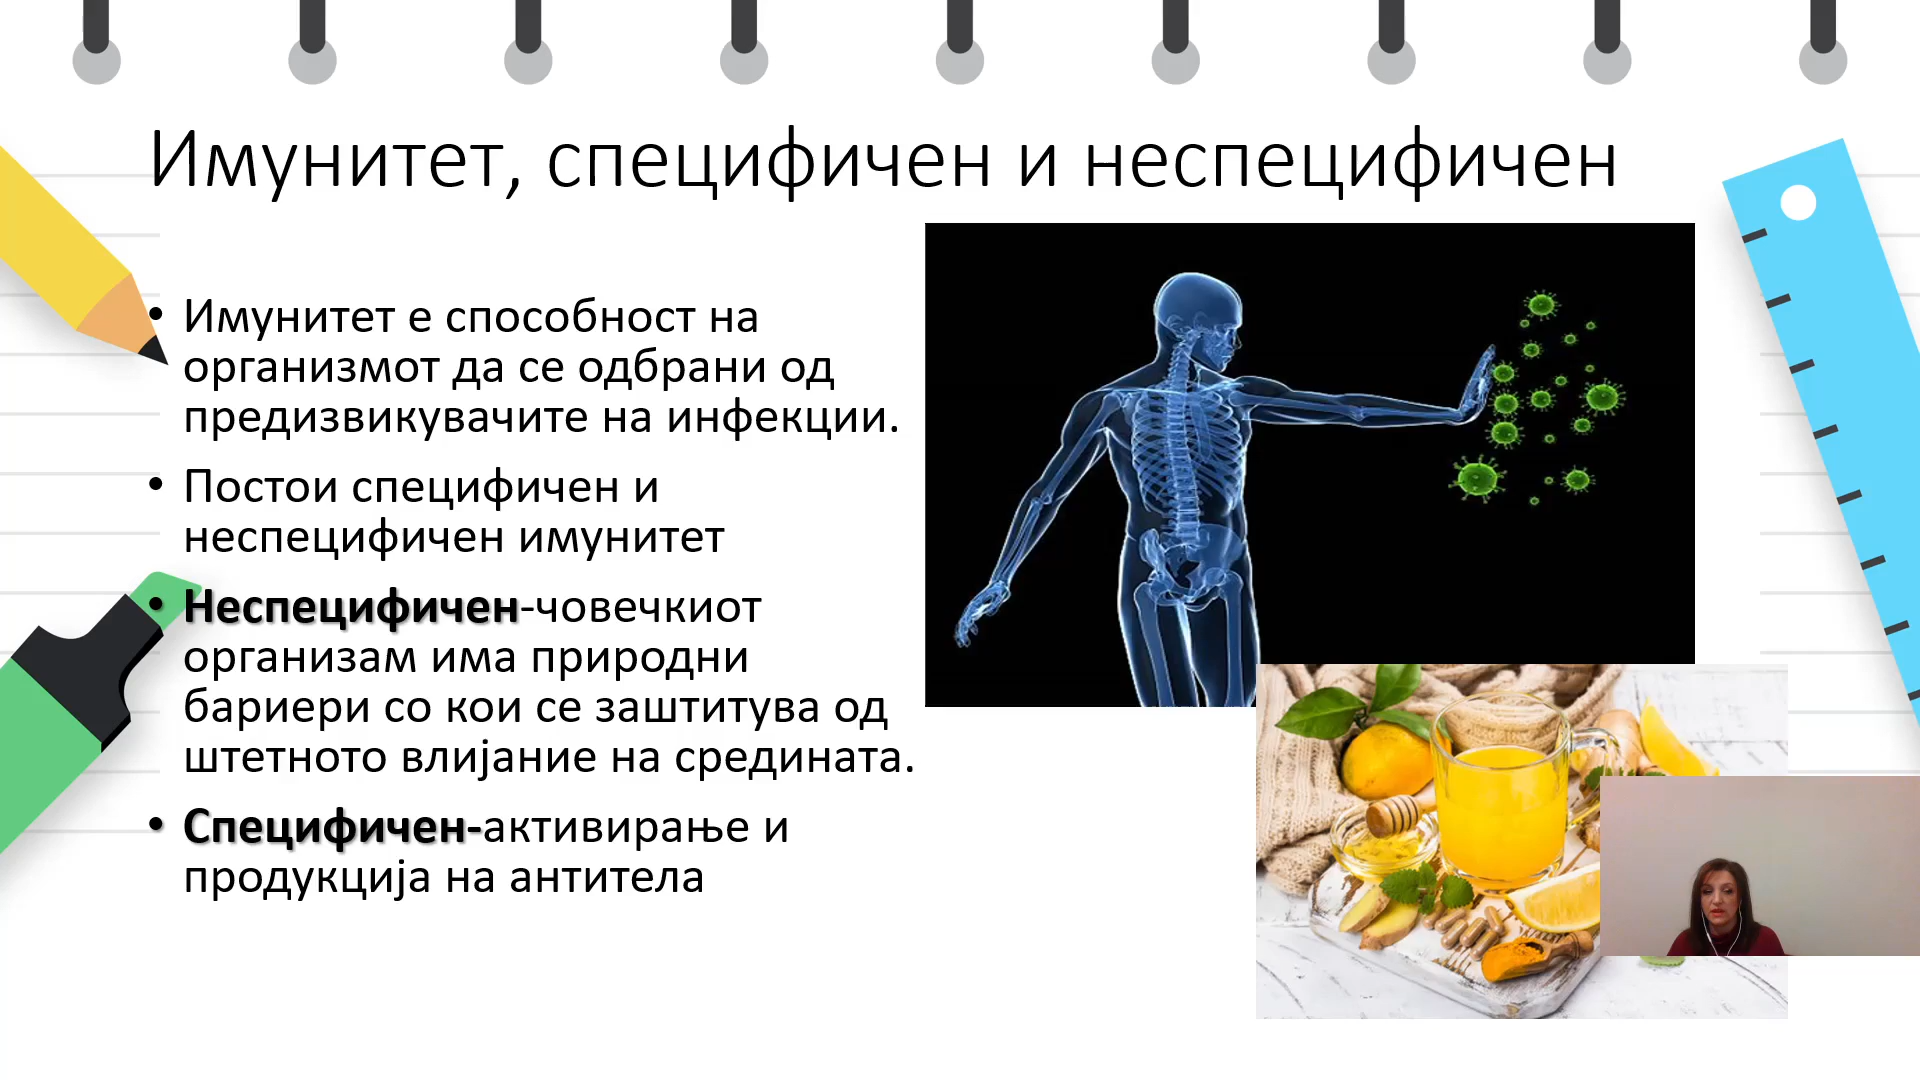 Имунитет, специфичен и неспецифичен
• Имунитет е способност на
организмот да се одбрани од
предизвикувачите на инфекции.
• Постои специфичен и
неспецифичен имунитет
• Неспецифичен-човечкиот
организам има природни
бариери со кои се заштитува од
штетното влијание на средината.
• Специфичен-активирање и
продукција на антитела